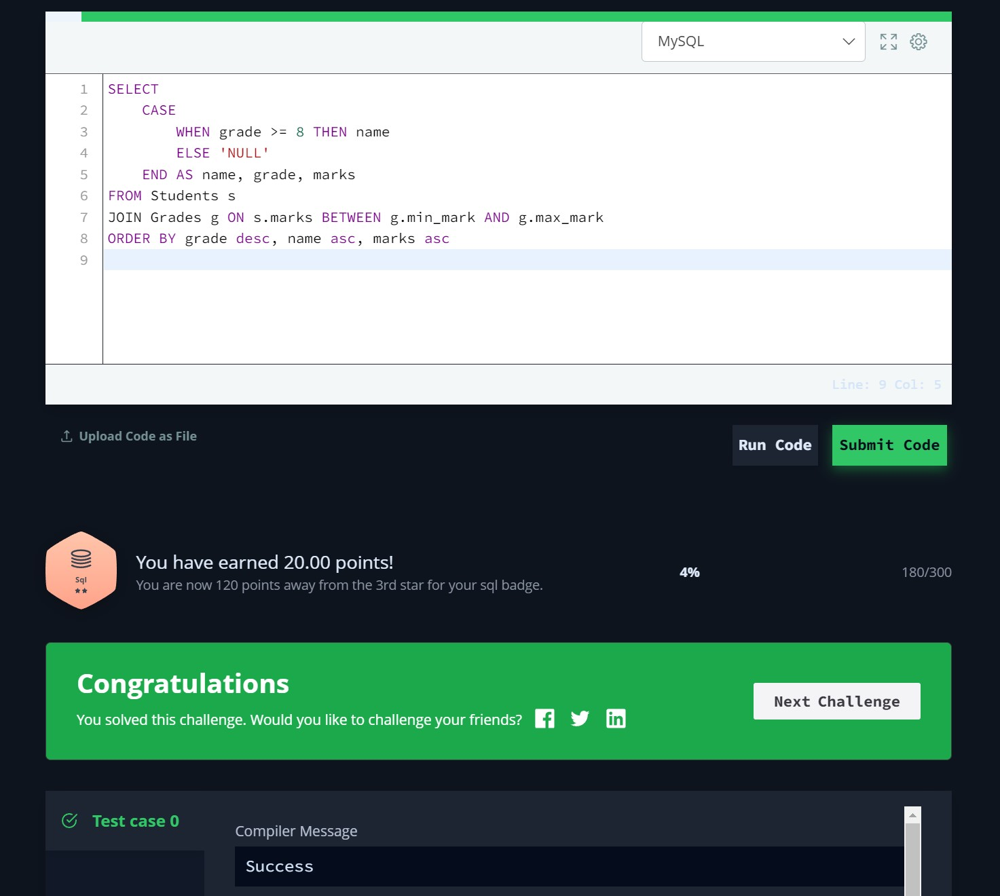 MySQL
1 SELECT
2 CASE
3 WHEN grade >= 8 THEN name
4 ELSE 'NULL'
5 END AS name, grade, marks
6 FROM Students s
7 JOIN Grades g ON s.marks BETWEEN g.min_mark AND g.max_mark
8 ORDER BY grade desc, name asc, marks asc
9
Line: 9 Col: 5
Upload Code as File
Run Code
Submit Code
Sql
You have earned 20.00 points!
You are now 120 points away from the 3rd star for your sql badge.
4%
180/300
Congratulations
You solved this challenge. Would you like to challenge your friends?
Next Challenge
Test case 0
Compiler Message
Success